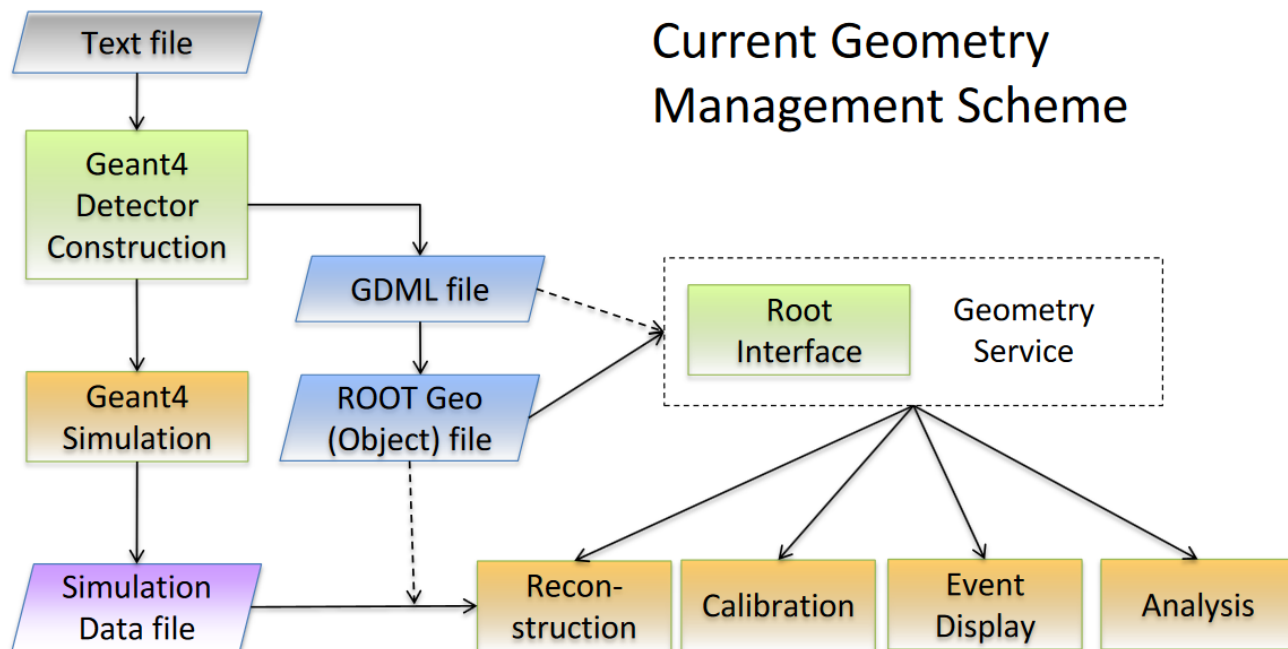 Text file
Current Geometry
Management Scheme
Geant4
Detector
Construction
GDML file
Root
Interface
Geometry
Service
Geant4
Simulation
ROOT Geo
(Object) file
Simulation
Data file
Recon-
struction
Calibration
Event
Display
Analysis